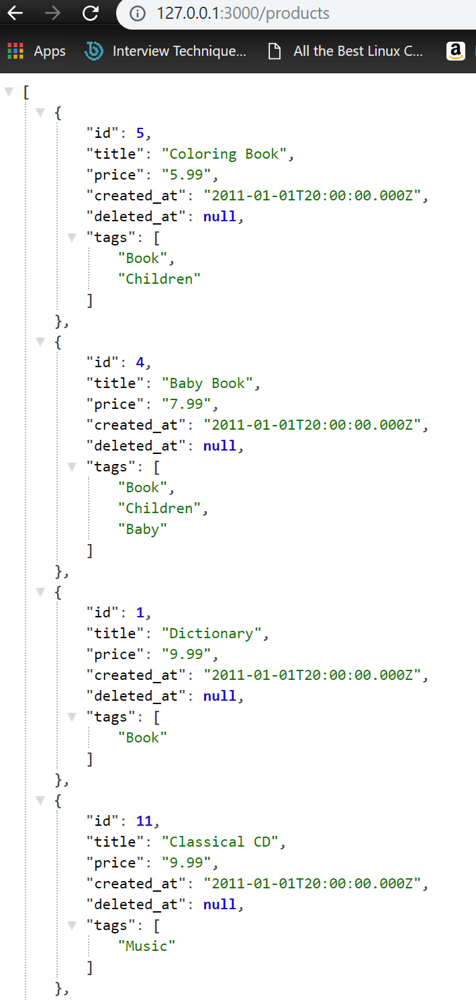 127.0.0.1:3000/products
Apps Interview Technique... All the Best Linux C... a
[
{
"id": 5,
"title": "Coloring Book",
"price": "5.99",
"created_at": "2011-01-01T20:00:00.000Z",
"deleted_at": null,
"tags": [
"Book",
"Children"
]
},
{
"id": 4,
"title": "Baby Book",
"price": "7.99",
"created_at": "2011-01-01T20:00:00.000Z",
"deleted_at": null,
"tags": [
"Book",
"Children",
"Baby"
]
},
{
"id": 1,
"title": "Dictionary",
"price": "9.99",
"created_at": "2011-01-01T20:00:00.000Z",
"deleted_at": null,
"tags": [
"Book"
]
},
{
"id": 11,
"title": "Classical CD",
"price": "9.99",
"created_at": "2011-01-01T20:00:00.000Z",
"deleted_at": null,
"tags": [
"Music"
]
},